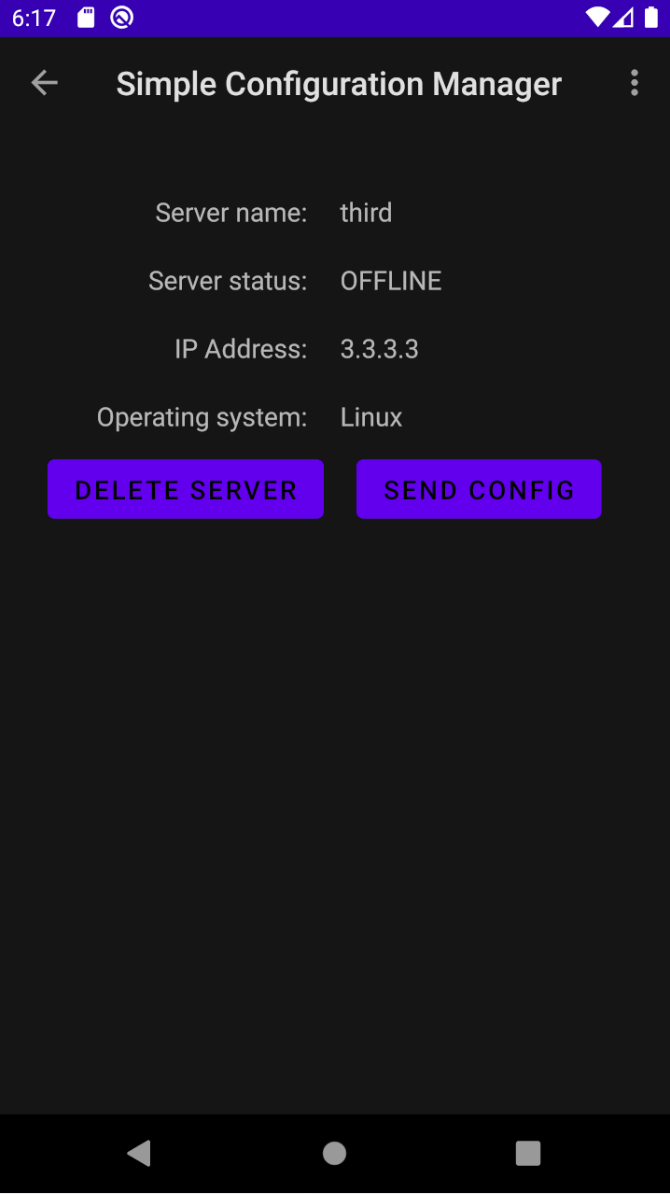 6:17
Simple Configuration Manager
Server name: third
Server status: OFFLINE
IP Address: 3.3.3.3
Operating system: Linux
DELETE SERVER SEND CONFIG